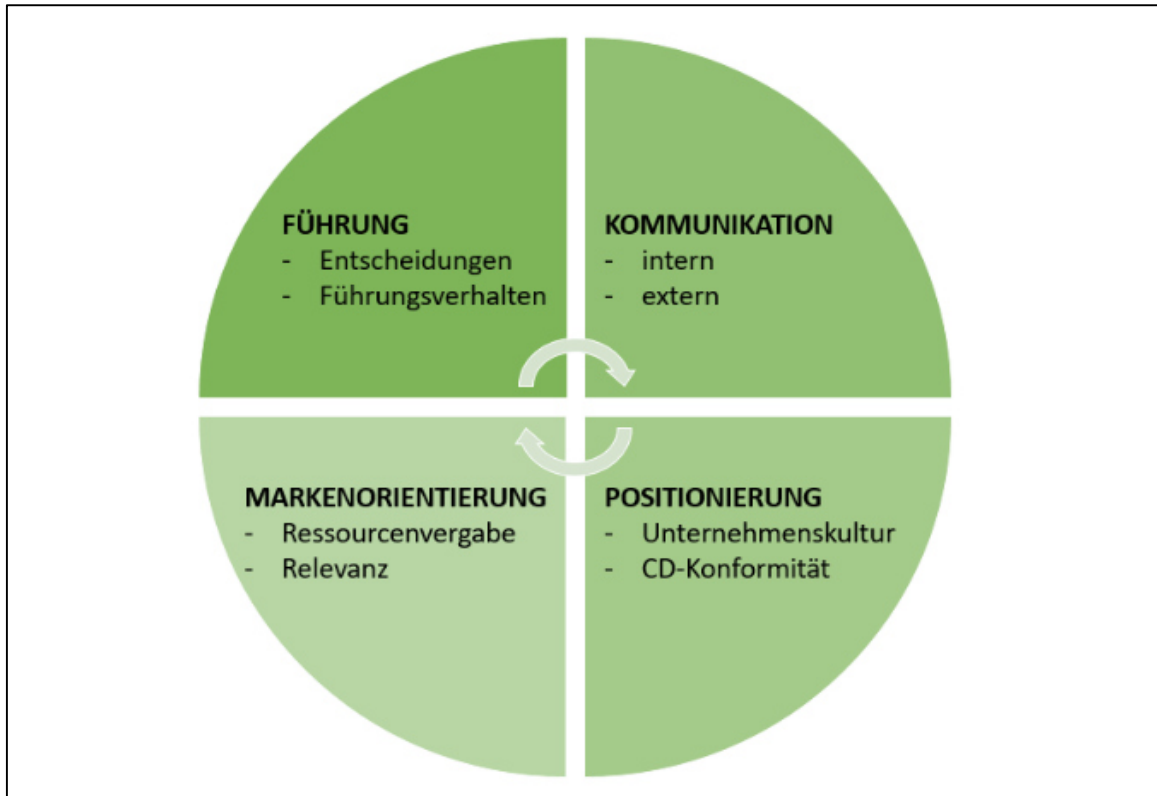 FÜHRUNG
- Entscheidungen
- Führungsverhalten
KOMMUNIKATION
- intern
- extern
MARKENORIENTIERUNG
- Ressourcenvergabe
- Relevanz
POSITIONIERUNG
- Unternehmenskultur
- CD-Konformität